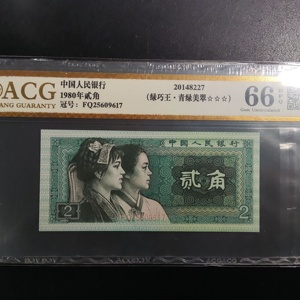 ACG
ANG GUARANTY
中国人民银行
1980年贰角
冠号: FQ25609617
20148227
(绿巧王·青绿美翠☆☆☆)
66
中国人民银行
贰角
2
2